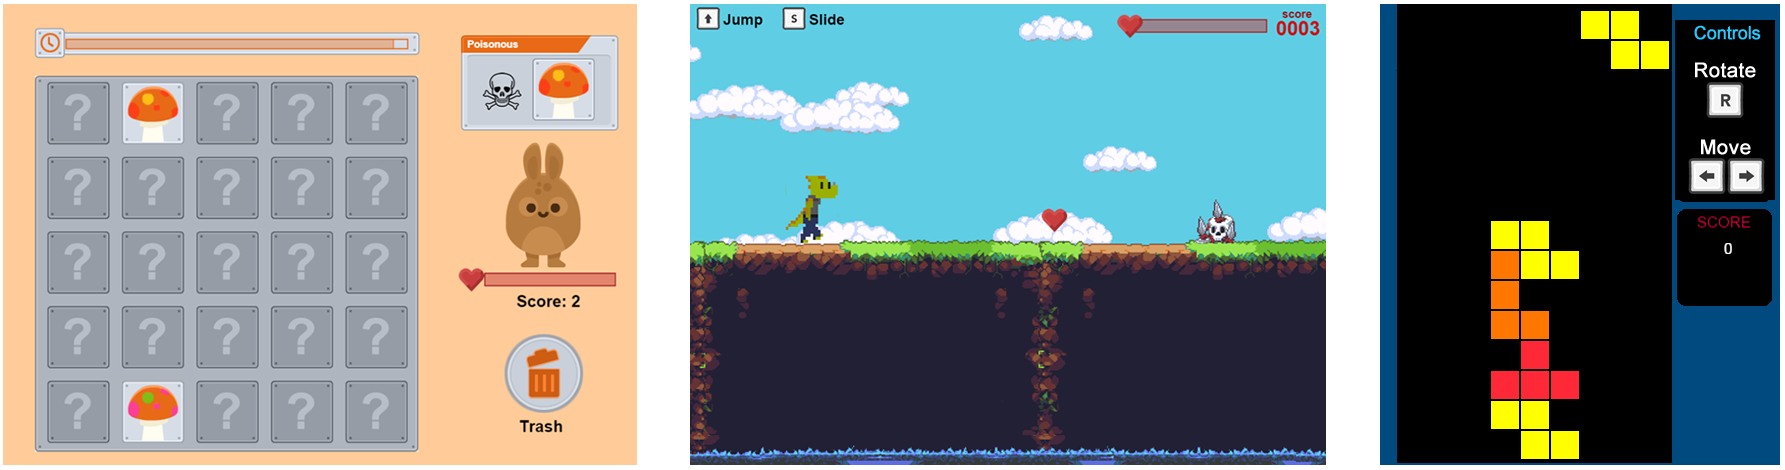 Poisonous
? ? ? ?
? ? ? ? ?
? ? ? ? ?
? ? ? ? ?
? ? ? ?
Score: 2
Trash
Jump
S Slide
score
0003
Controls
Rotate
R
Move
SCORE
0